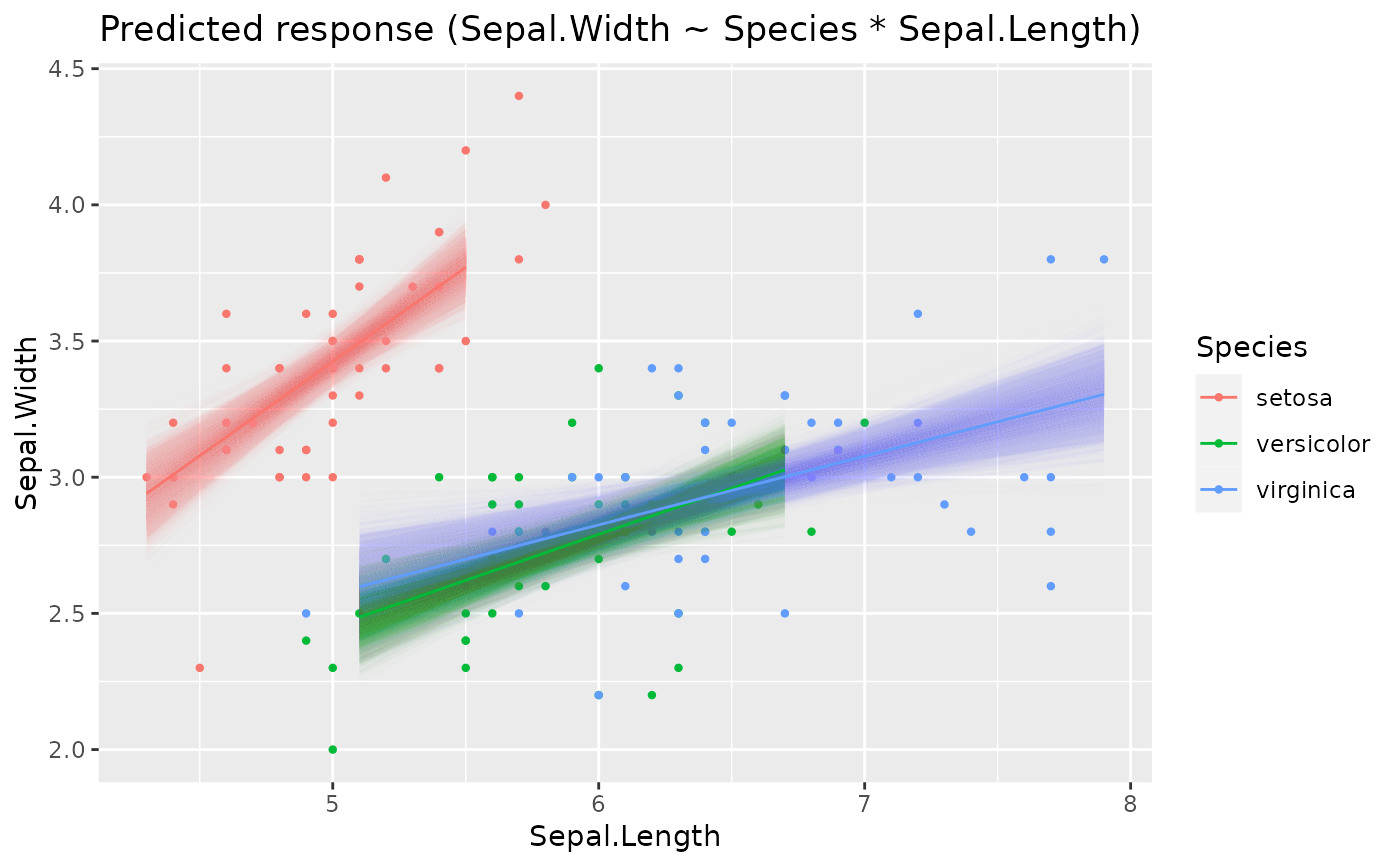 Predicted response (Sepal.Width ~ Species * Sepal.Length)
4.5
4.0
3.5
3.0
2.5
2.0
Sepal.Width
5 6 7 8
Sepal.Length
Species
setosa
versicolor
virginica